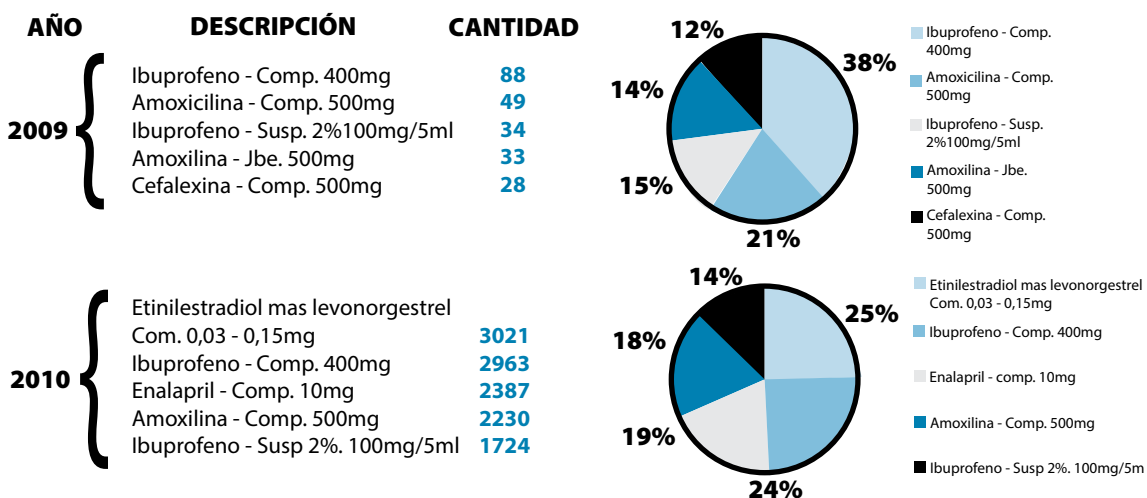 AÑO DESCRIPCIÓN CANTIDAD
2009
Ibuprofeno - Comp. 400mg 88
Amoxicilina - Comp. 500mg 49
Ibuprofeno - Susp. 2%100mg/5ml 34
Amoxilina - Jbe. 500mg 33
Cefalexina - Comp. 500mg 28
12%
38%
14%
15%
21%
Ibuprofeno - Comp.
400mg
Amoxicilina - Comp.
500mg
Ibuprofeno - Susp.
2%100mg/5ml
Amoxilina - Jbe.
500mg
Cefalexina - Comp.
500mg
2010
Etinilestradiol mas levonorgestrel
Com. 0,03 - 0,15mg 3021
Ibuprofeno - Comp. 400mg 2963
Enalapril - Comp. 10mg 2387
Amoxilina - Comp. 500mg 2230
Ibuprofeno - Susp 2%. 100mg/5ml 1724
14%
25%
18%
19%
24%
Etinilestradiol mas levonorgestrel
Com. 0,03 - 0,15mg
Ibuprofeno - Comp. 400mg
Enalapril - comp. 10mg
Amoxilina - Comp. 500mg
Ibuprofeno - Susp 2%. 100mg/5m